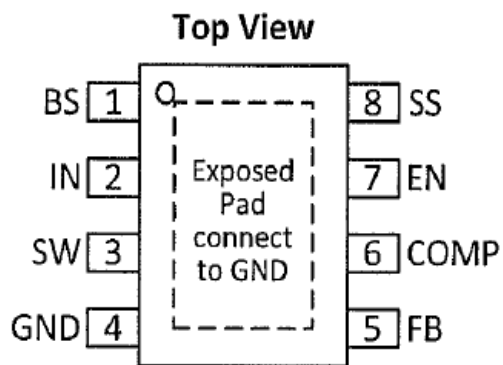 Top View
BS 1
8 SS
IN 2
7 EN
SW 3
6 COMP
GND 4
5 FB
Exposed
Pad
connect
to GND